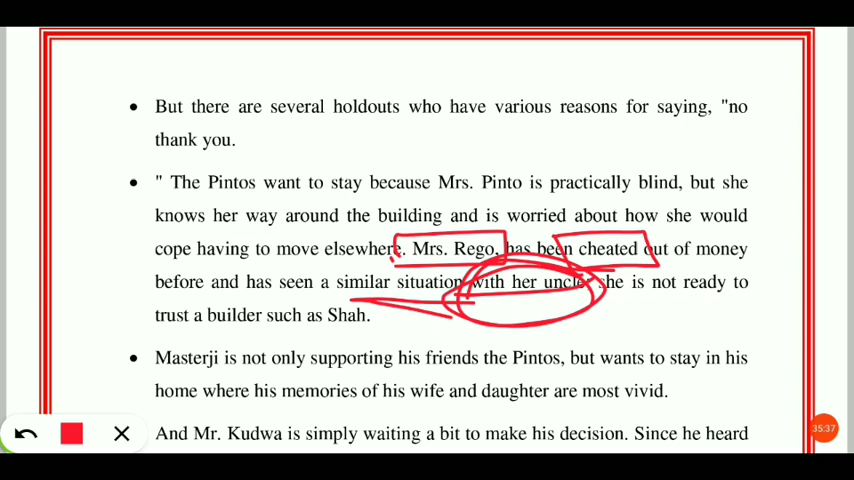 • But there are several holdouts who have various reasons for saying, "no
thank you.
• " The Pintos want to stay because Mrs. Pinto is practically blind, but she
knows her way around the building and is worried about how she would
cope having to move elsewhere. Mrs. Rego, has been cheated out of money
before and has seen a similar situation with her uncle she is not ready to
trust a builder such as Shah.
• Masterji is not only supporting his friends the Pintos, but wants to stay in his
home where his memories of his wife and daughter are most vivid.
And Mr. Kudwa is simply waiting a bit to make his decision. Since he heard
35:37